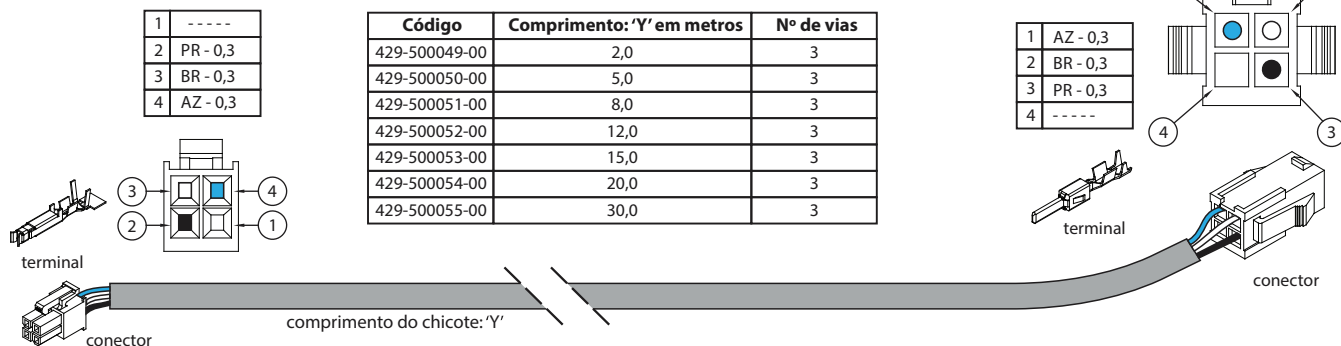 1 -----
2 PR - 0,3
3 BR - 0,3
4 AZ - 0,3
Código Comprimento: 'Y' em metros Nº de vias
429-500049-00 2,0 3
429-500050-00 5,0 3
429-500051-00 8,0 3
429-500052-00 12,0 3
429-500053-00 15,0 3
429-500054-00 20,0 3
429-500055-00 30,0 3
1 AZ - 0,3
2 BR - 0,3
3 PR - 0,3
4 -----
4 3
3 4
2 1
terminal
terminal
conector
comprimento do chicote: 'Y'
conector